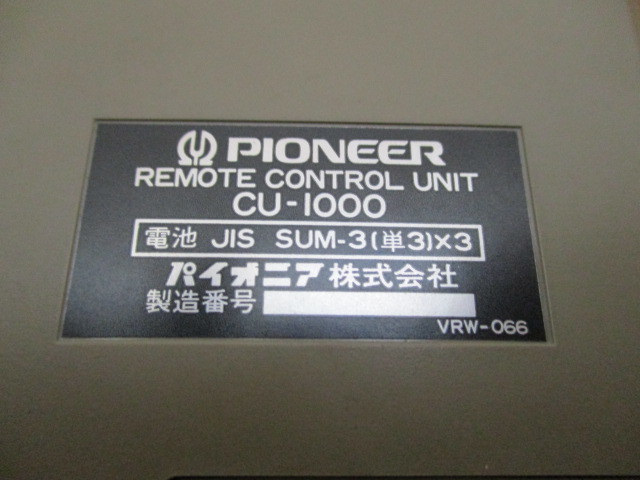 PIONEER
REMOTE CONTROL UNIT
CU-1000
電池 JIS SUM-3(単3)×3
パイオニア株式会社
製造番号
VRW-066